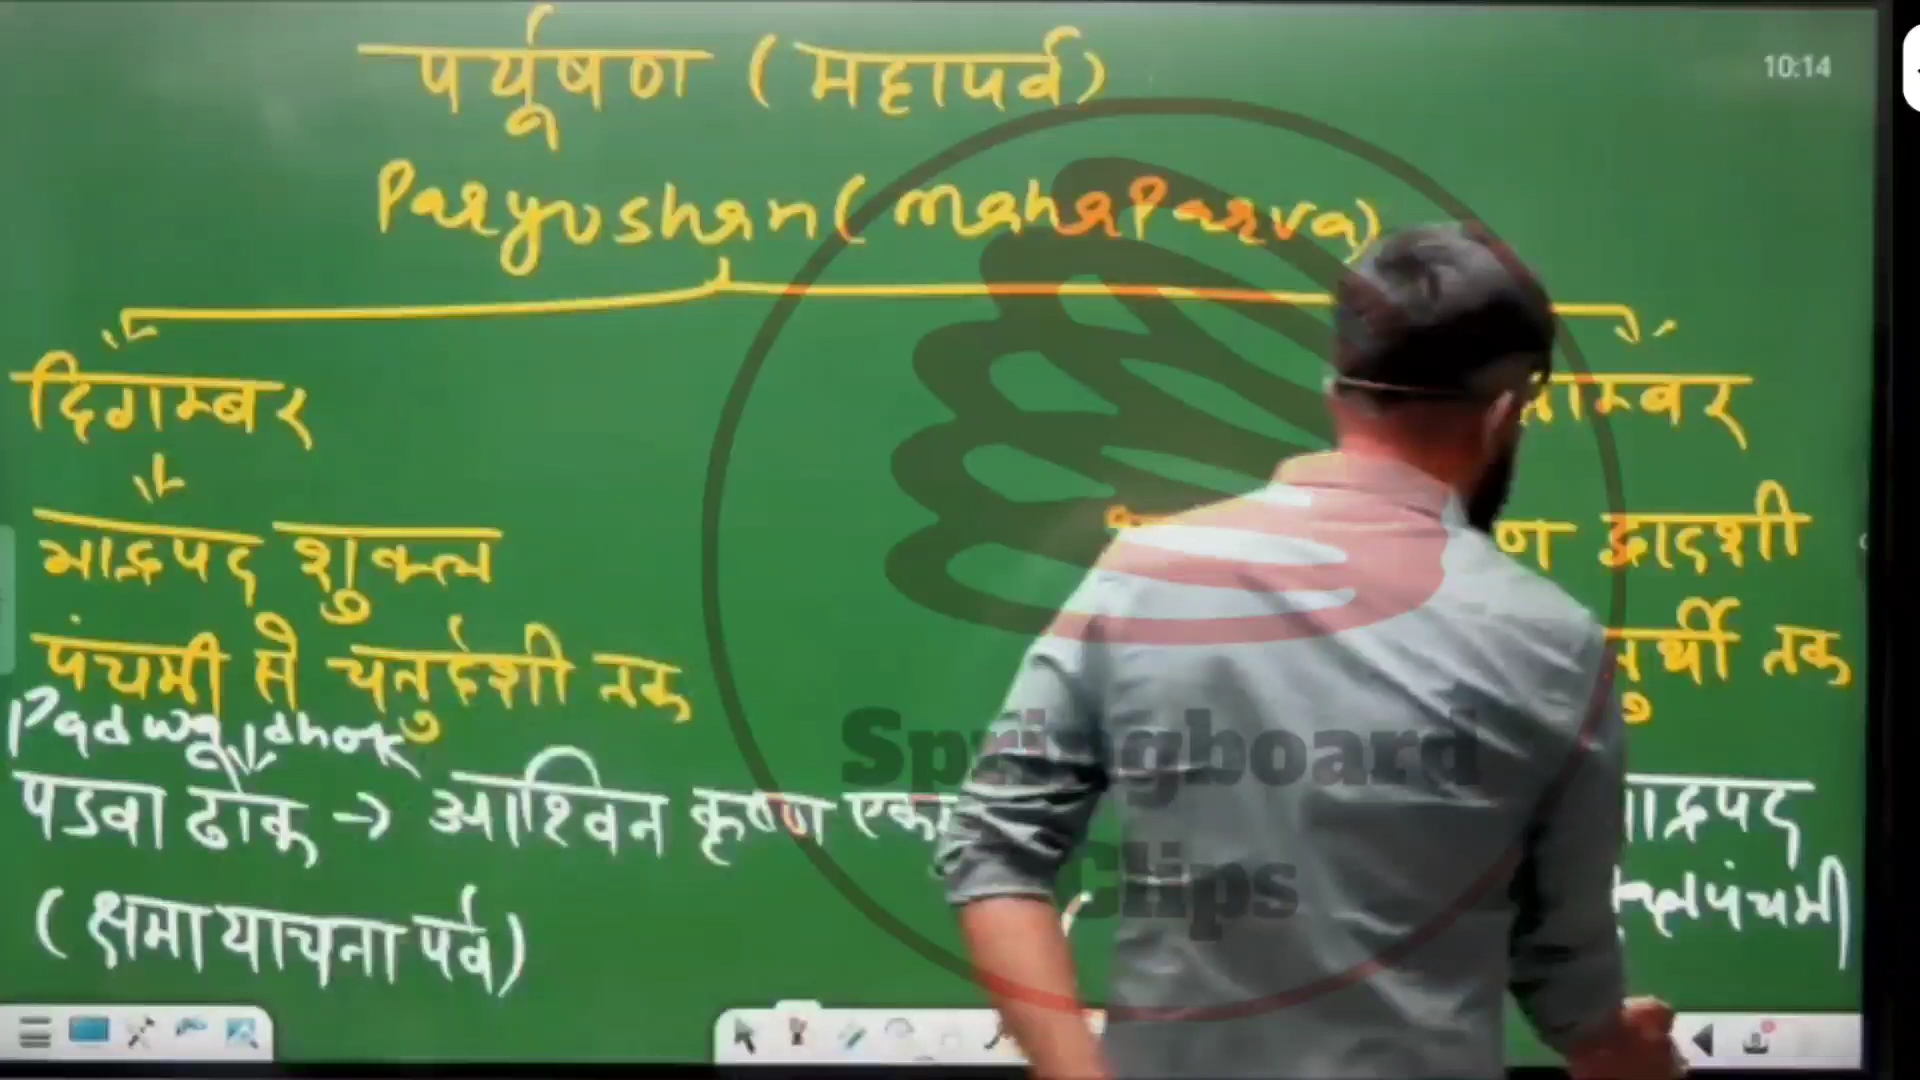 पर्यूषण (महापर्व)
10:14
Paryushan (mahaParva)
दिगम्बर
ताम्बर
भाद्रपद शुक्ल
ण द्वादशी
पंचमी से चतुर्दशी तक
तुर्थी तक
Padwa dhok
पडवा ढोक → आश्विन कृष्ण एक
ाद्रपद
(क्षमा याचना पर्व)
पंचमी
Springboard
Clips